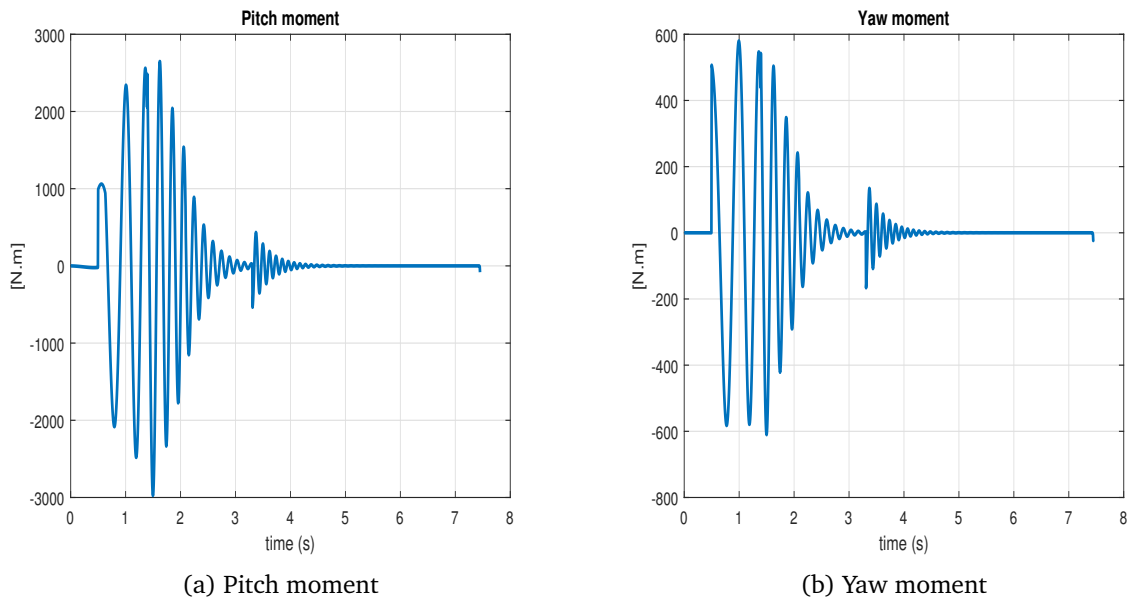 Pitch moment
3000
2000
1000
0
-1000
-2000
-3000
[N.m]
0 1 2 3 4 5 6 7 8
time (s)
(a) Pitch moment
Yaw moment
600
400
200
0
-200
-400
-600
-800
[N.m]
0 1 2 3 4 5 6 7 8
time (s)
(b) Yaw moment